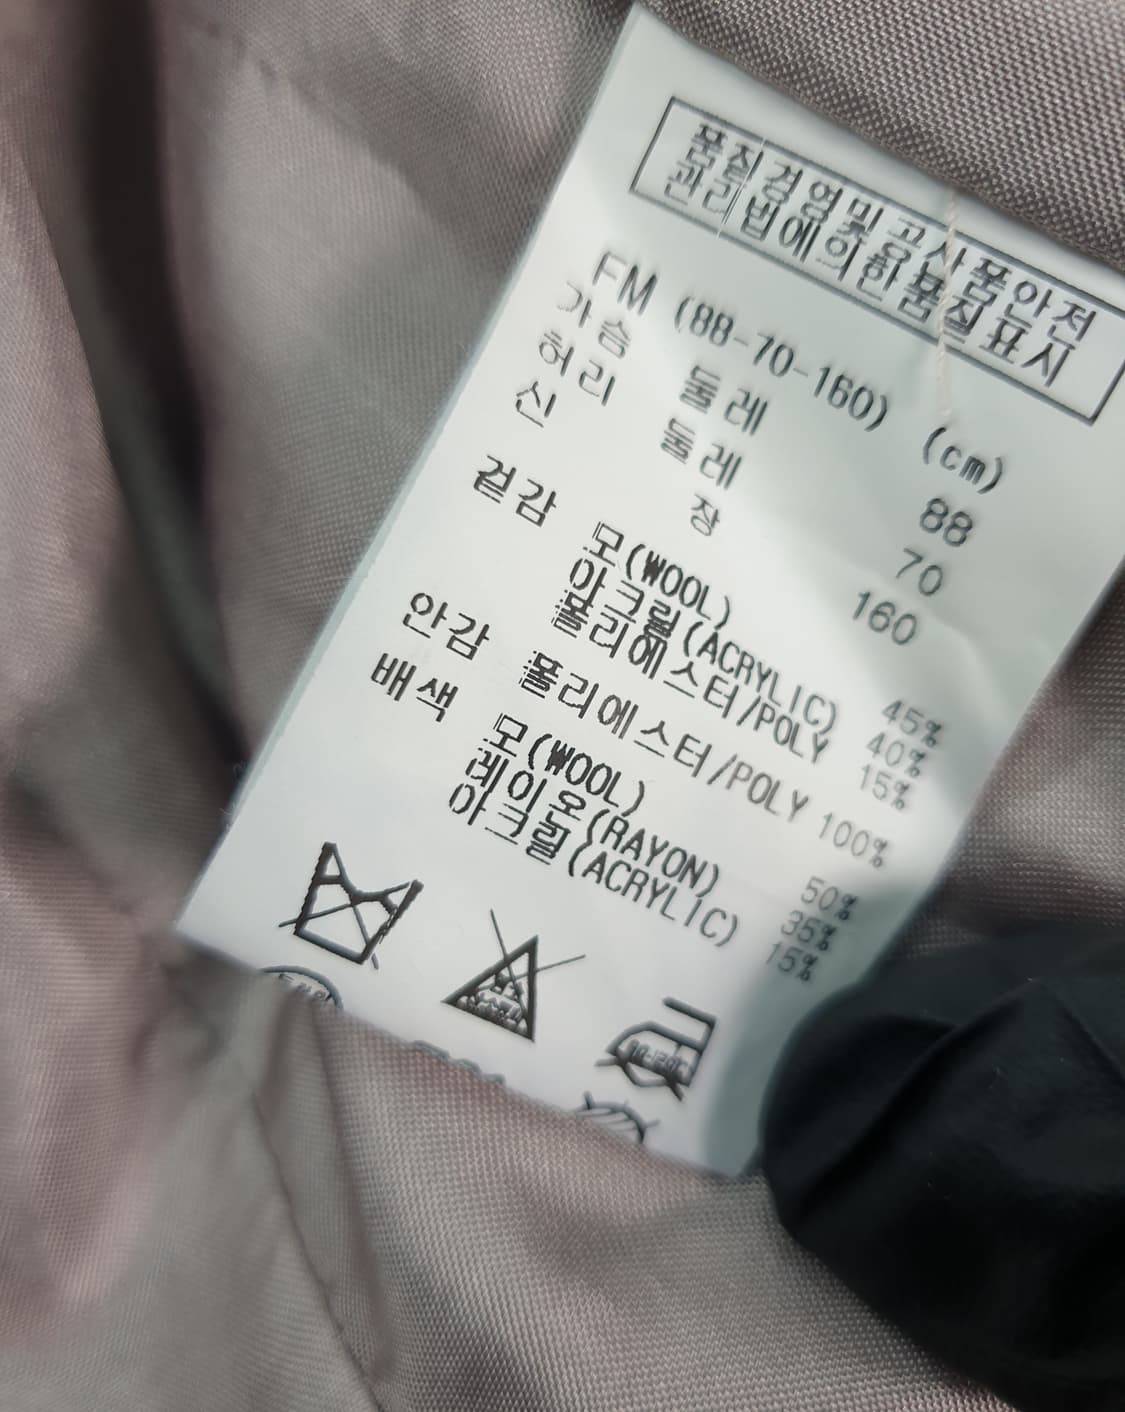 품질경영및공산품안전
관리법에의한품질표시
FM (88-70-160) (cm)
가슴 둘레 88
허리 둘레 70
신 장 160
겉감 모(WOOL) 45%
아크릴(ACRYLIC) 40%
폴리에스터/POLY 15%
안감 폴리에스터/POLY 100%
배색 모(WOOL) 50%
레이온(RAYON) 35%
아크릴(ACRYLIC) 15%